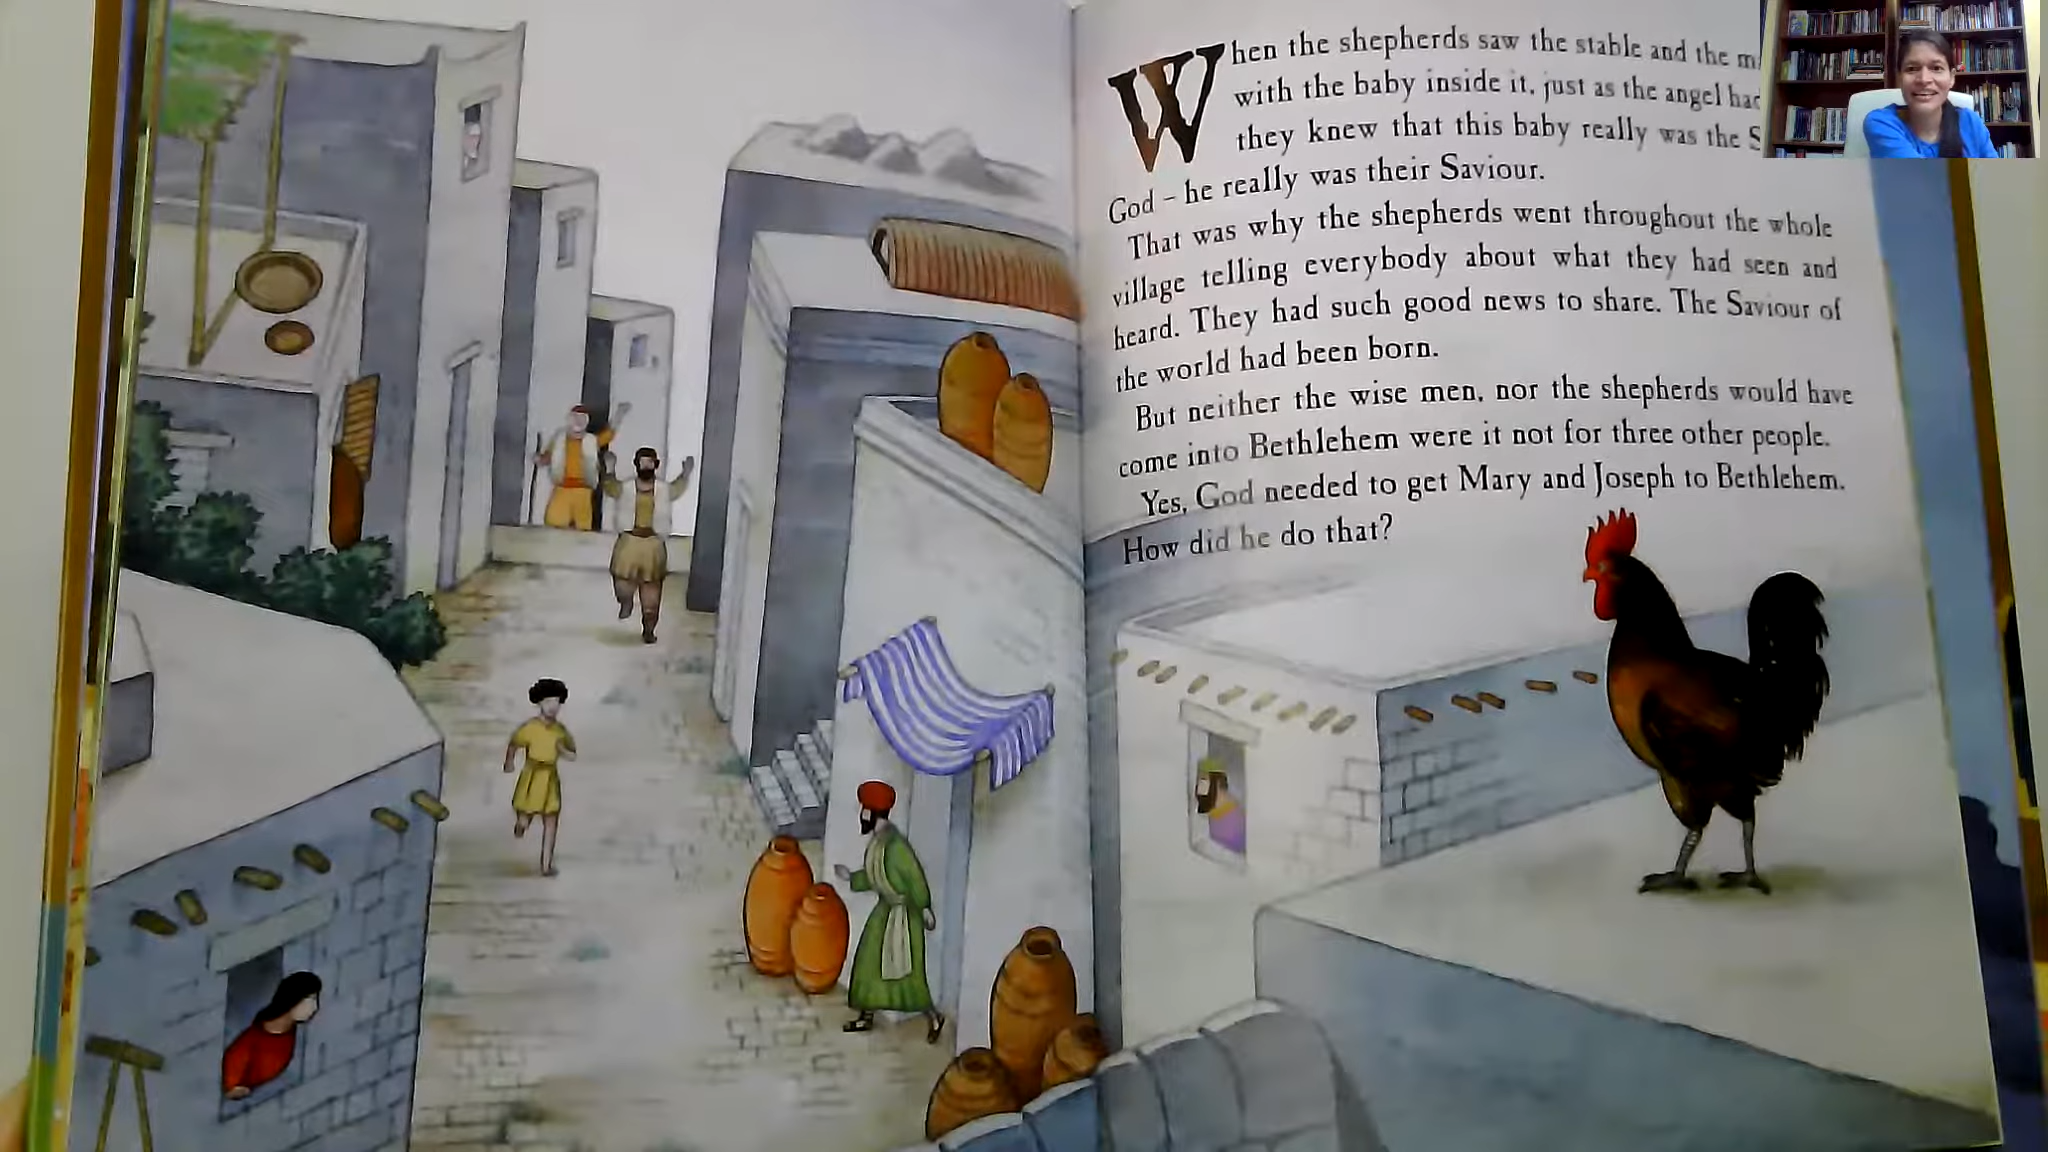 When the shepherds saw the stable and the
with the baby inside it, just as the angel had
they knew that this baby really was the
God – he really was their Saviour.
That was why the shepherds went throughout the whole
village telling everybody about what they had seen and
heard. They had such good news to share. The Saviour of
the world had been born.
But neither the wise men, nor the shepherds would have
come into Bethlehem were it not for three other people.
Yes, God needed to get Mary and Joseph to Bethlehem.
How did he do that?